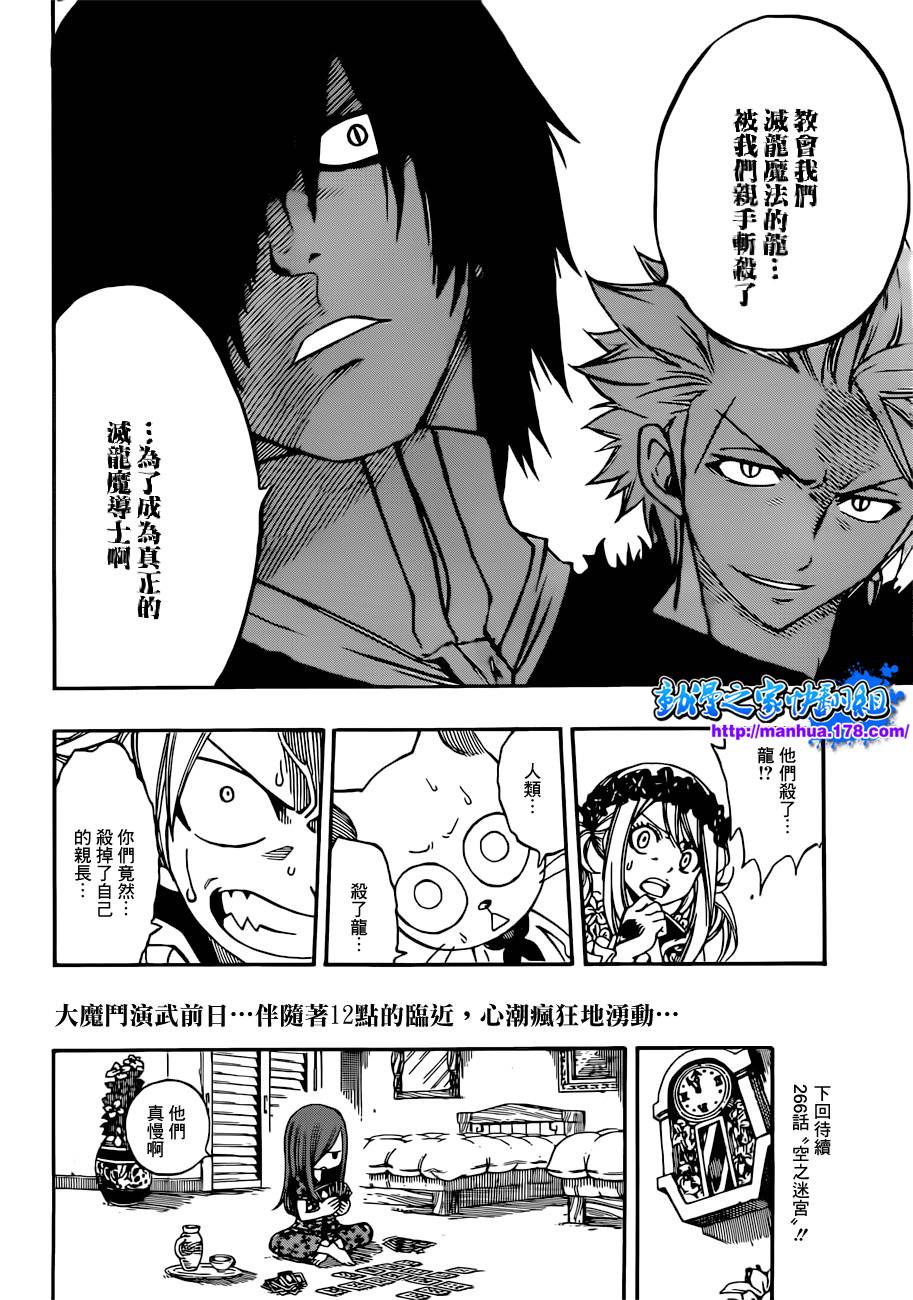 教會我們
滅龍魔法的龍…
被我們親手斬殺了
…為了成為真正的
滅龍魔導士啊
動漫之家快翻組
http://manhua.178.com/
他們殺了…
龍!?
人類…
殺了龍…
你們竟然…
殺掉了自己
的親長…
大魔鬥演武前日…伴隨著12點的臨近，心潮瘋狂地湧動…
下回待續
266話〝空之迷宮〞!!
他們
真慢啊